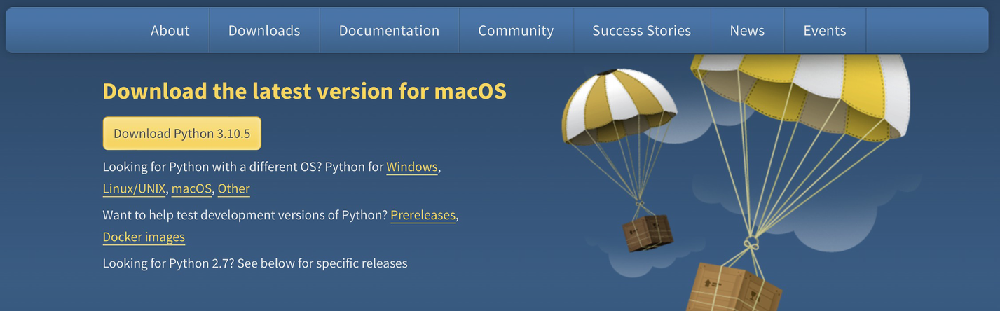 About Downloads Documentation Community Success Stories News Events
Download the latest version for macOS
Download Python 3.10.5
Looking for Python with a different OS? Python for Windows,
Linux/UNIX, macOS, Other
Want to help test development versions of Python? Prereleases,
Docker images
Looking for Python 2.7? See below for specific releases